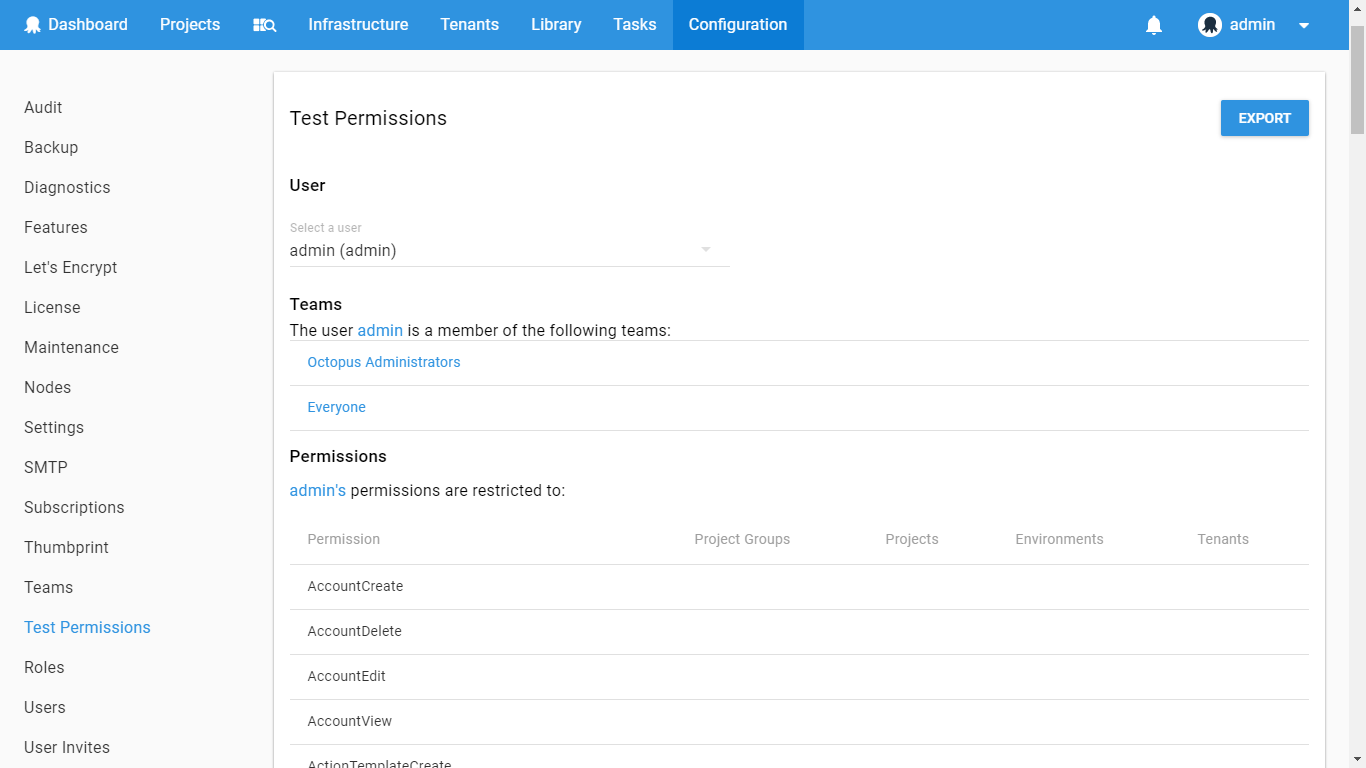 Dashboard Projects Infrastructure Tenants Library Tasks Configuration admin
Audit
Backup
Diagnostics
Features
Let's Encrypt
License
Maintenance
Nodes
Settings
SMTP
Subscriptions
Thumbprint
Teams
Test Permissions
Roles
Users
User Invites
Test Permissions
EXPORT
User
Select a user
admin (admin)
Teams
The user admin is a member of the following teams:
Octopus Administrators
Everyone
Permissions
admin's permissions are restricted to:
Permission Project Groups Projects Environments Tenants
AccountCreate
AccountDelete
AccountEdit
AccountView
ActionTemplateCreate